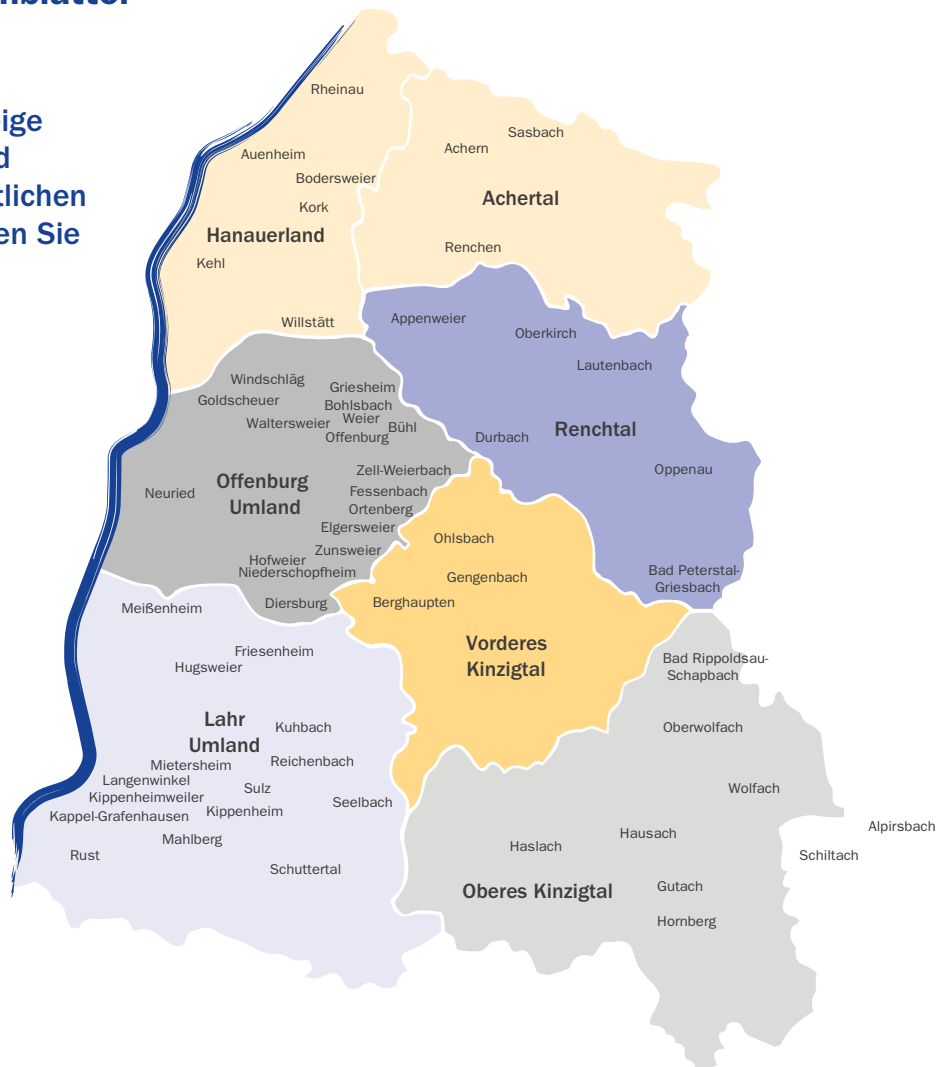 Rheinau
Sasbach
Achern
Auenheim
Bodersweier
Achertal
Kork
Hanauerland
Renchen
Kehl
Appenweier
Willstätt
Oberkirch
Lautenbach
Windschläg
Griesheim
Goldscheuer
Bohlsbach
Weier
Waltersweier
Bühl
Offenburg
Durbach
Renchtal
Zell-Weierbach
Oppenau
Neuried
Offenburg
Umland
Fessenbach
Ortenberg
Elgersweier
Ohlsbach
Zunsweier
Hofweier
Niederschopfheim
Gengenbach
Bad Peterstal-
Griesbach
Diersburg
Berghaupten
Meißenheim
Vorderes
Kinzigtal
Friesenheim
Hugsweier
Bad Rippoldsau-
Schapbach
Lahr
Umland
Kuhbach
Oberwolfach
Mietersheim
Reichenbach
Langenwinkel
Sulz
Wolfach
Kippenheimweiler
Seelbach
Kappel-Grafenhausen
Kippenheim
Alpirsbach
Mahlberg
Hausach
Haslach
Rust
Schiltach
Schuttertal
Oberes Kinzigtal
Gutach
Hornberg
en Sie